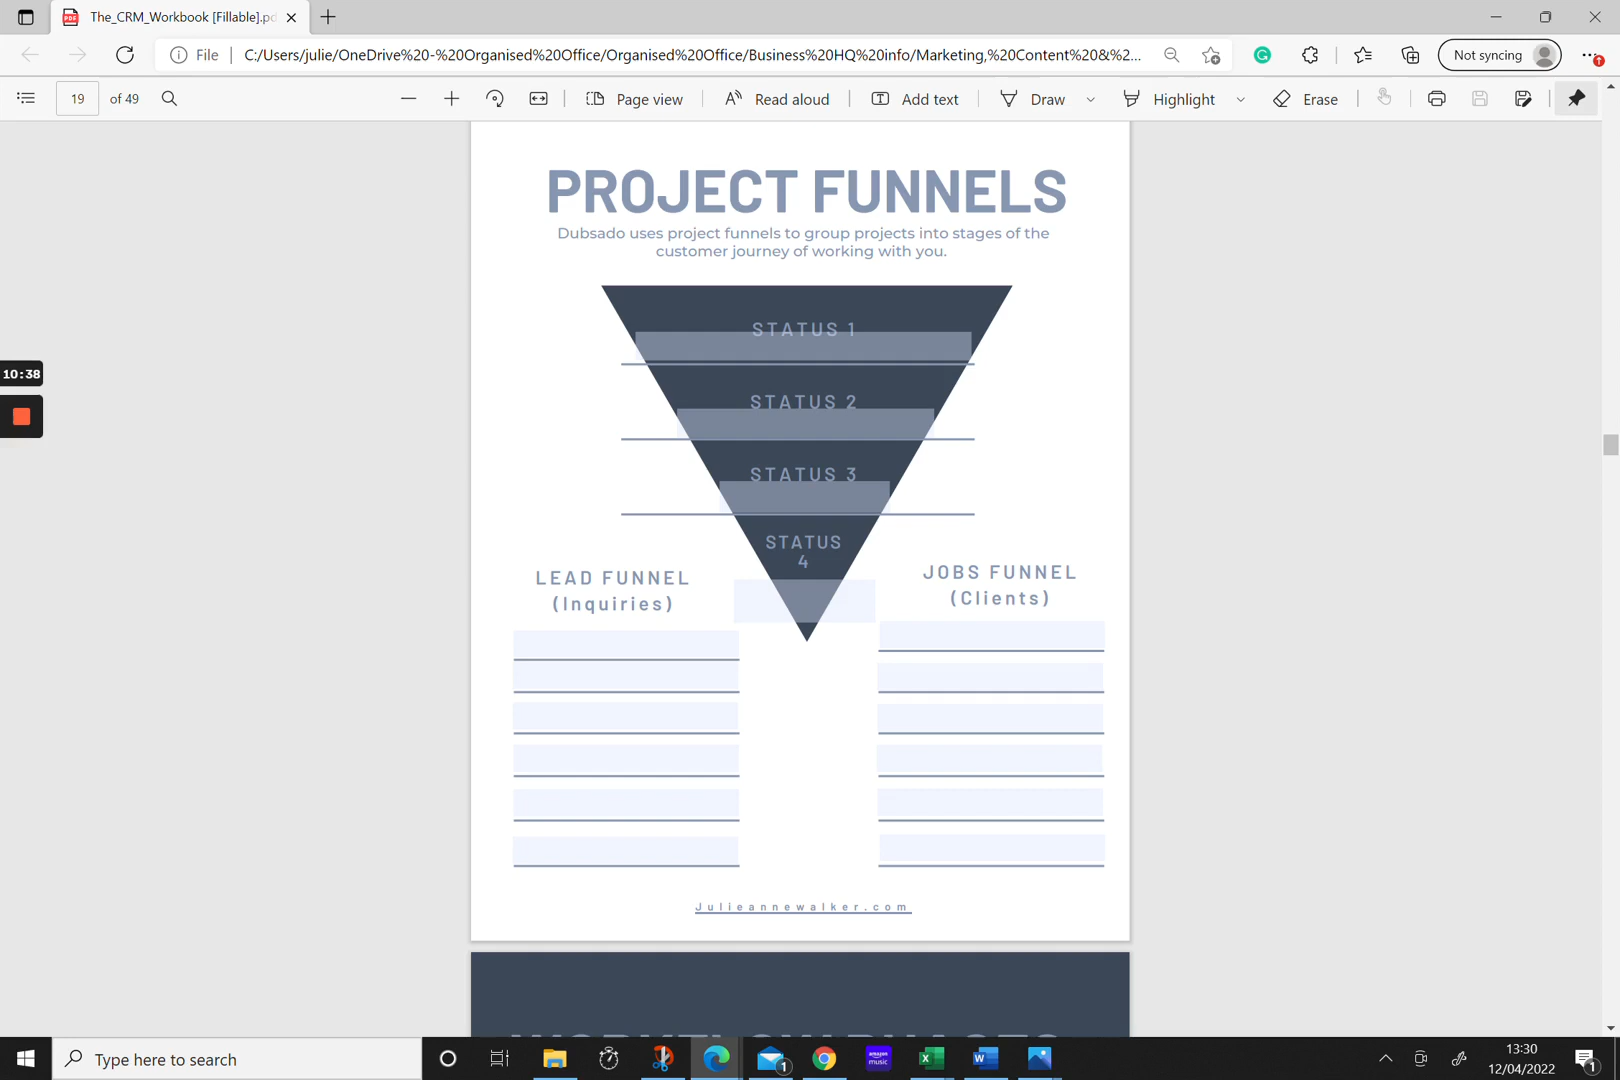 The_CRM_Workbook [Fillable].pd
File
C:/Users/julie/OneDrive%20-%20Organised%20Office/Organised%20Office/Business%20HQ%20info/Marketing,%20Content%20&%2...
Not syncing
19 of 49
Page view
Read aloud
Add text
Draw
Highlight
Erase
PROJECT FUNNELS
Dubsado uses project funnels to group projects into stages of the
customer journey of working with you.
STATUS 1
10:38
STATUS 2
STATUS 3
STATUS
4
LEAD FUNNEL
(Inquiries)
JOBS FUNNEL
(Clients)
Julieannewalker.com
Type here to search
1
amazon
music
13:30
12/04/2022
1